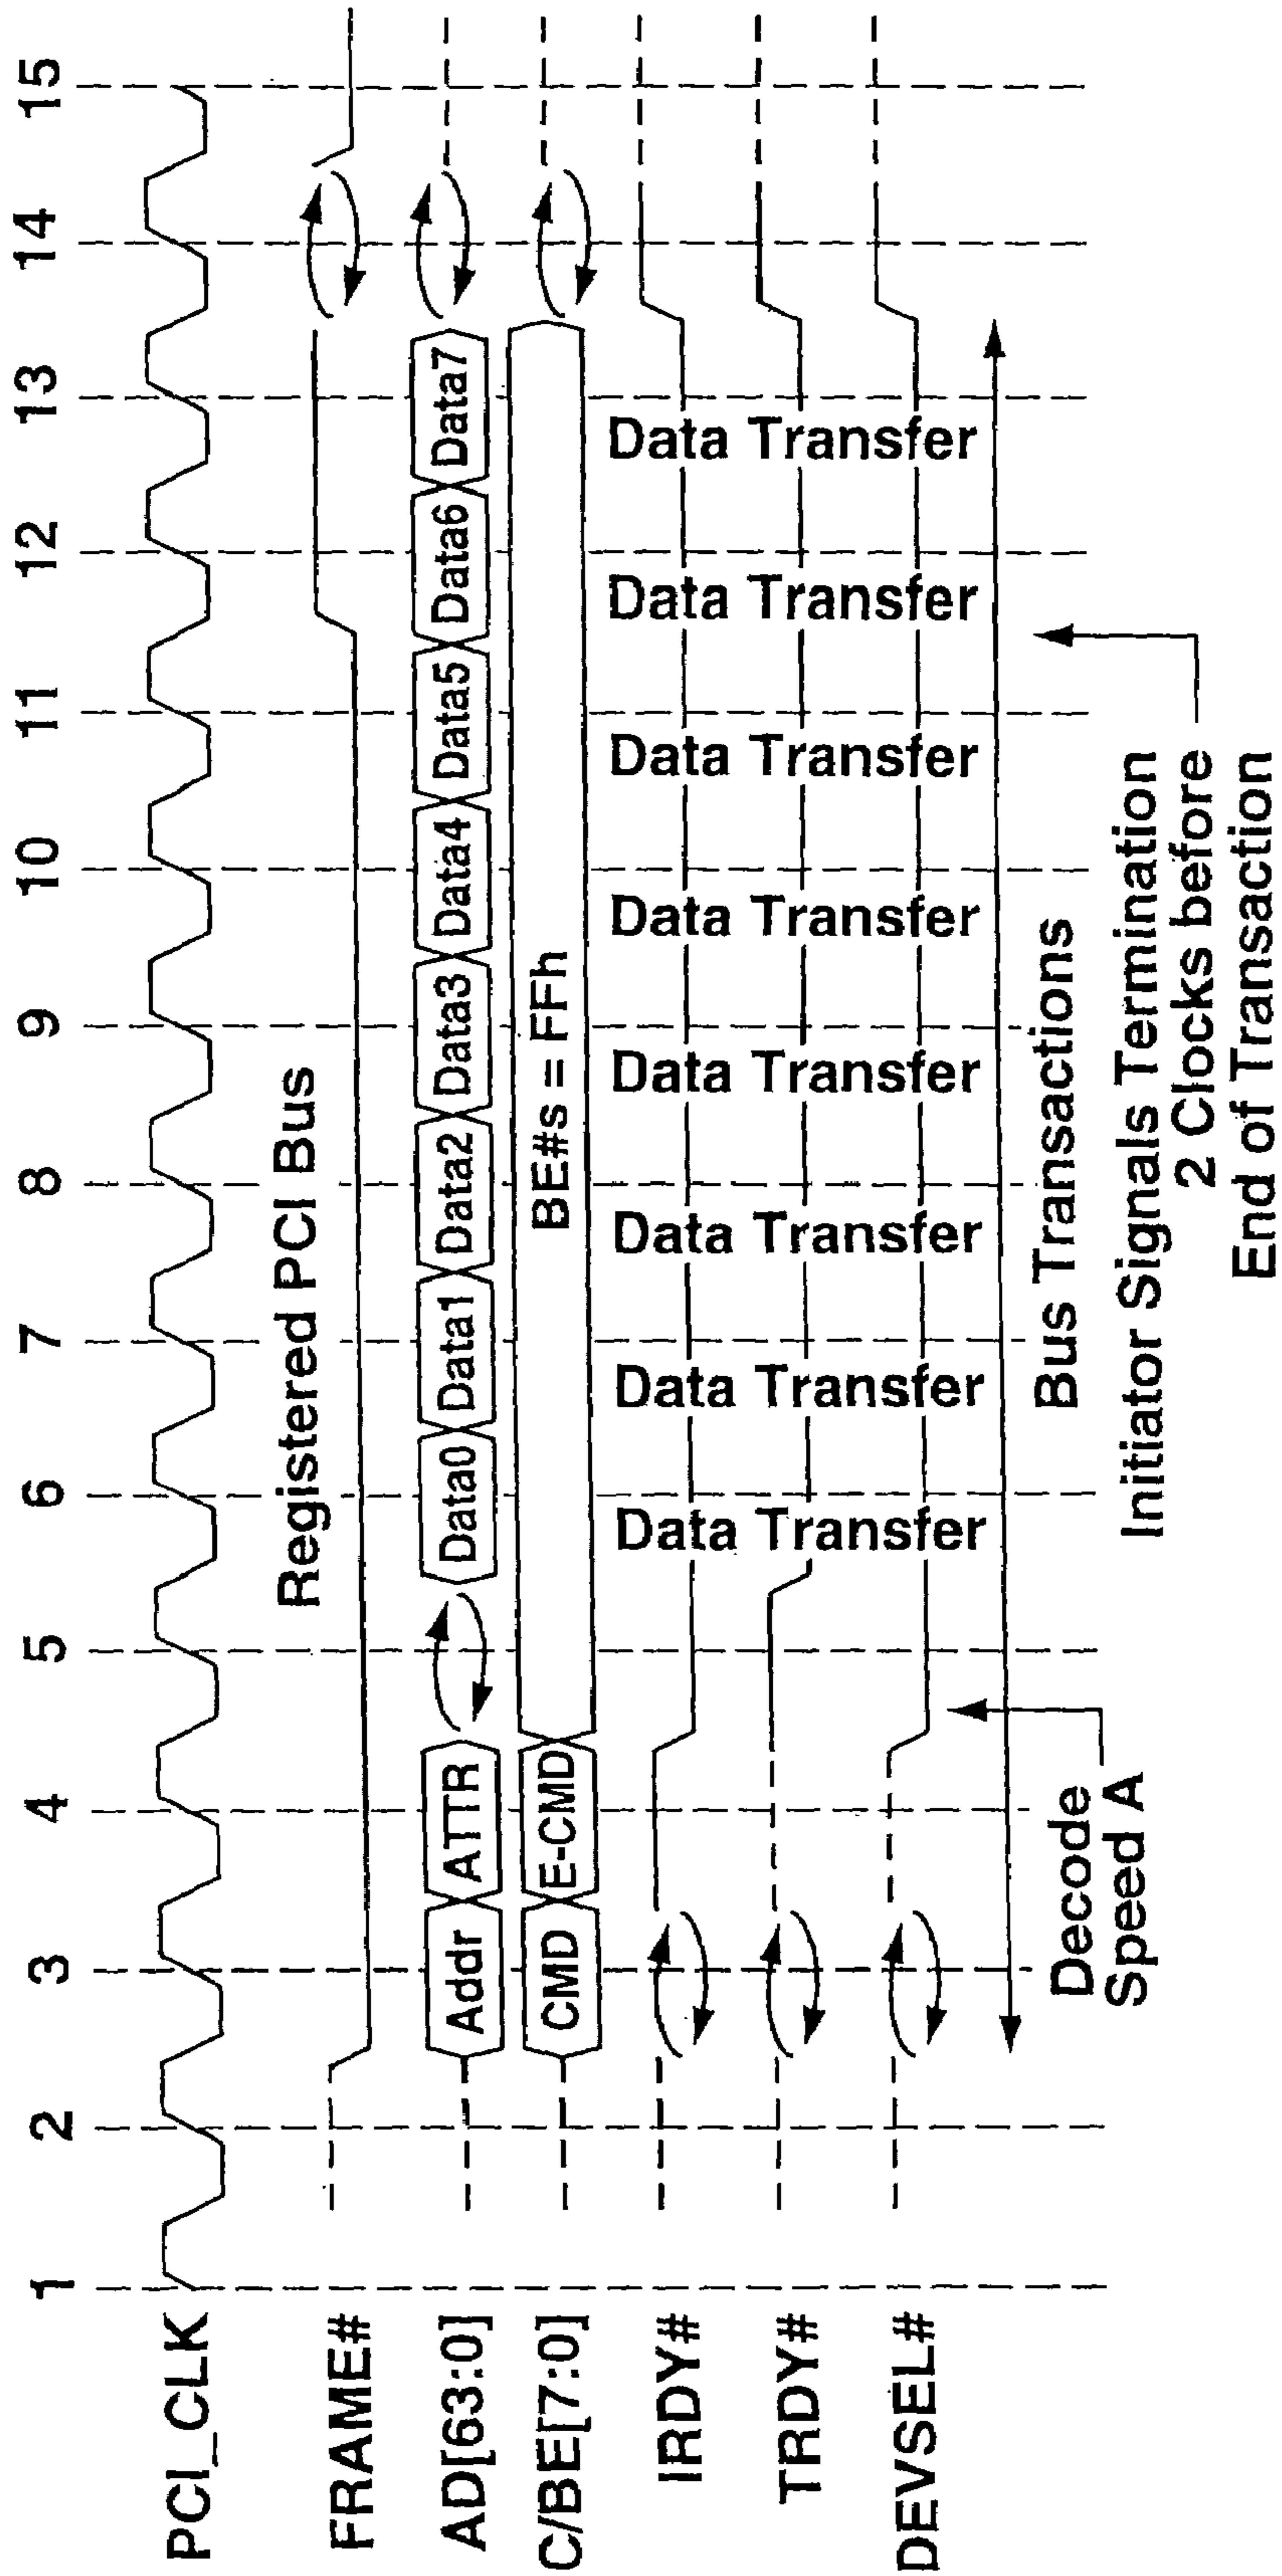 1 2 3 4 5 6 7 8 9 10 11 12 13 14 15
PCI_CLK
Registered PCI Bus
FRAME#
AD[63:0] Addr ATTR Data0 Data1 Data2 Data3 Data4 Data5 Data6 Data7
C/BE[7:0] CMD E-CMD BE#s = FFh
IRDY#
TRDY#
DEVSEL#
Data Transfer
Data Transfer
Data Transfer
Data Transfer
Data Transfer
Data Transfer
Data Transfer
Data Transfer
Bus Transactions
Decode
Speed A
Initiator Signals Termination
2 Clocks before
End of Transaction